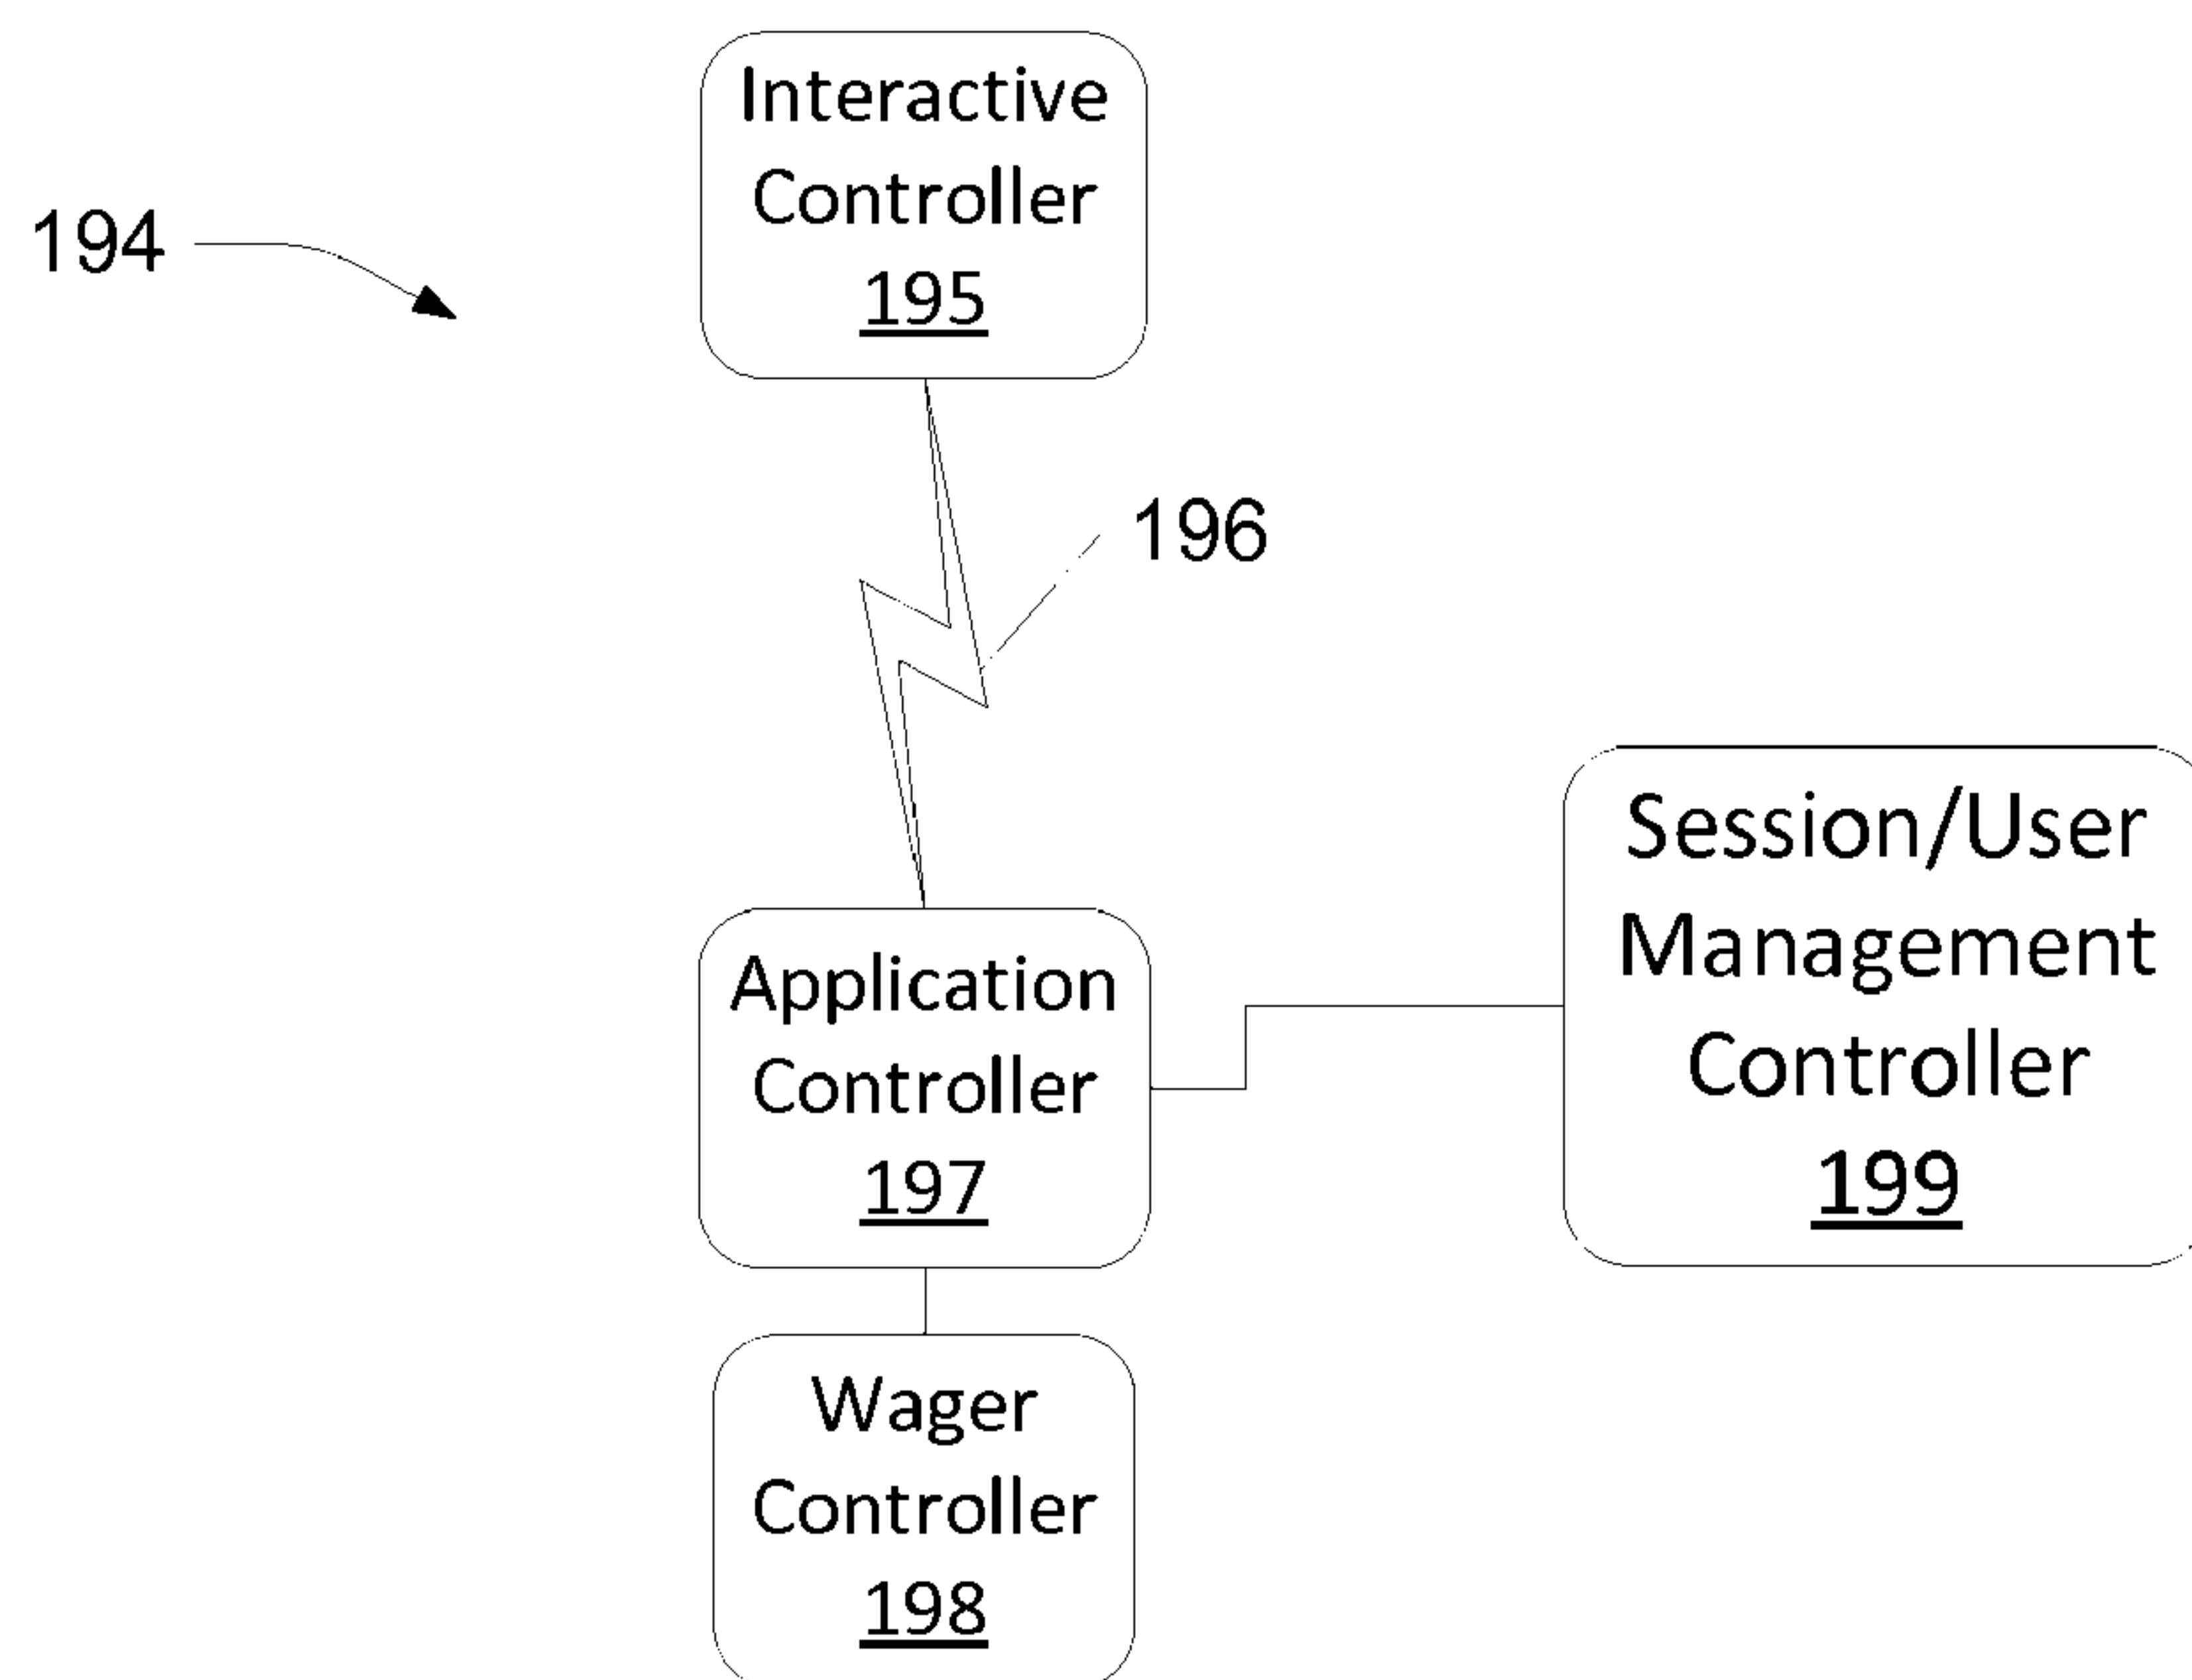 Interactive
Controller
195
194
196
Application
Controller
197
Session/User
Management
Controller
199
Wager
Controller
198